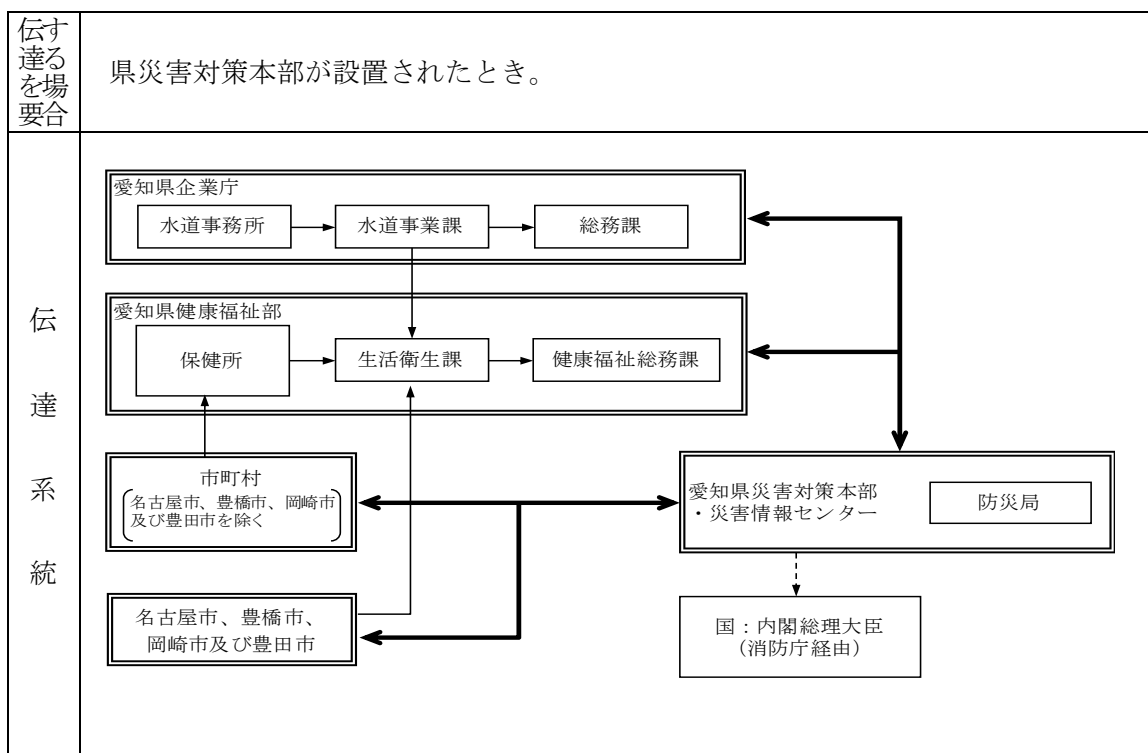 伝達を要
する場合
県災害対策本部が設置されたとき。
伝達系統
愛知県企業庁
水道事務所
水道事業課
総務課
愛知県健康福祉部
保健所
生活衛生課
健康福祉総務課
市町村
名古屋市、豊橋市、岡崎市
及び豊田市を除く
愛知県災害対策本部
・災害情報センター
防災局
名古屋市、豊橋市、
岡崎市及び豊田市
国：内閣総理大臣
（消防庁経由）